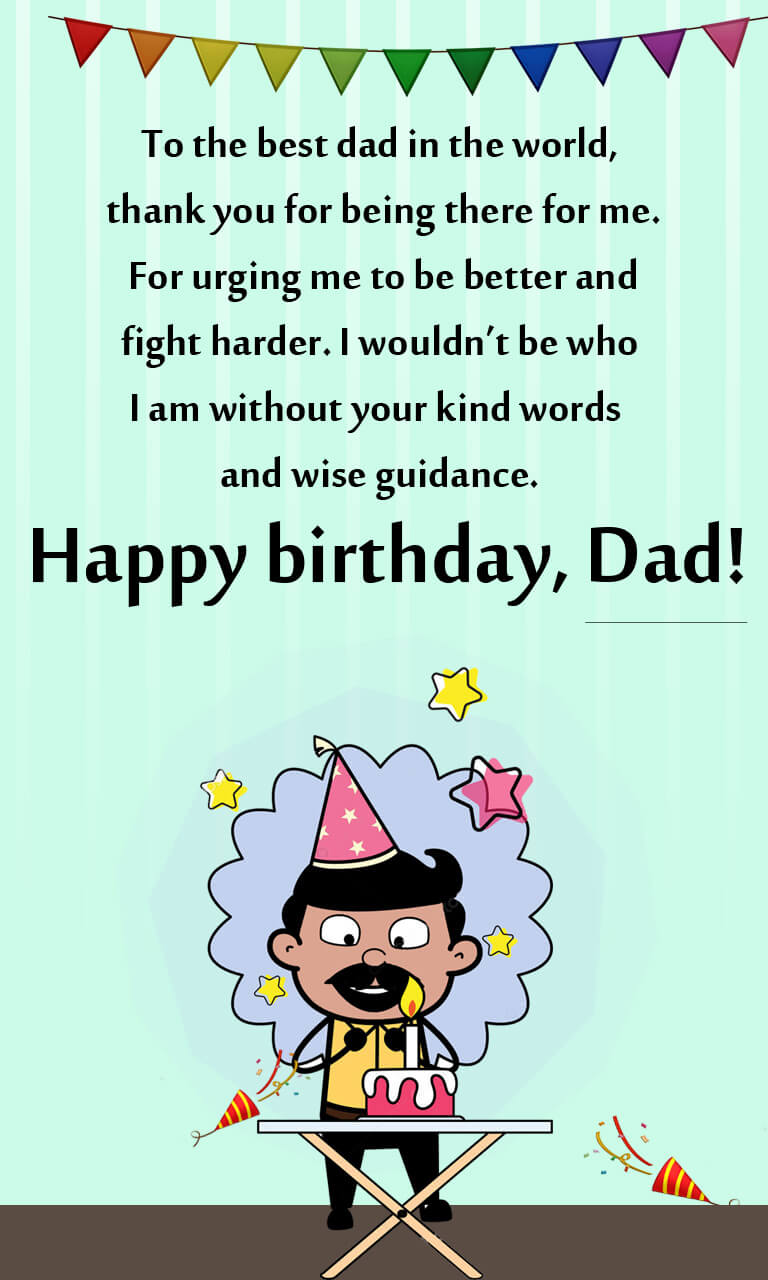 To the best dad in the world,
thank you for being there for me.
For urging me to be better and
fight harder. I wouldn't be who
I am without your kind words
and wise guidance.
Happy birthday, Dad!